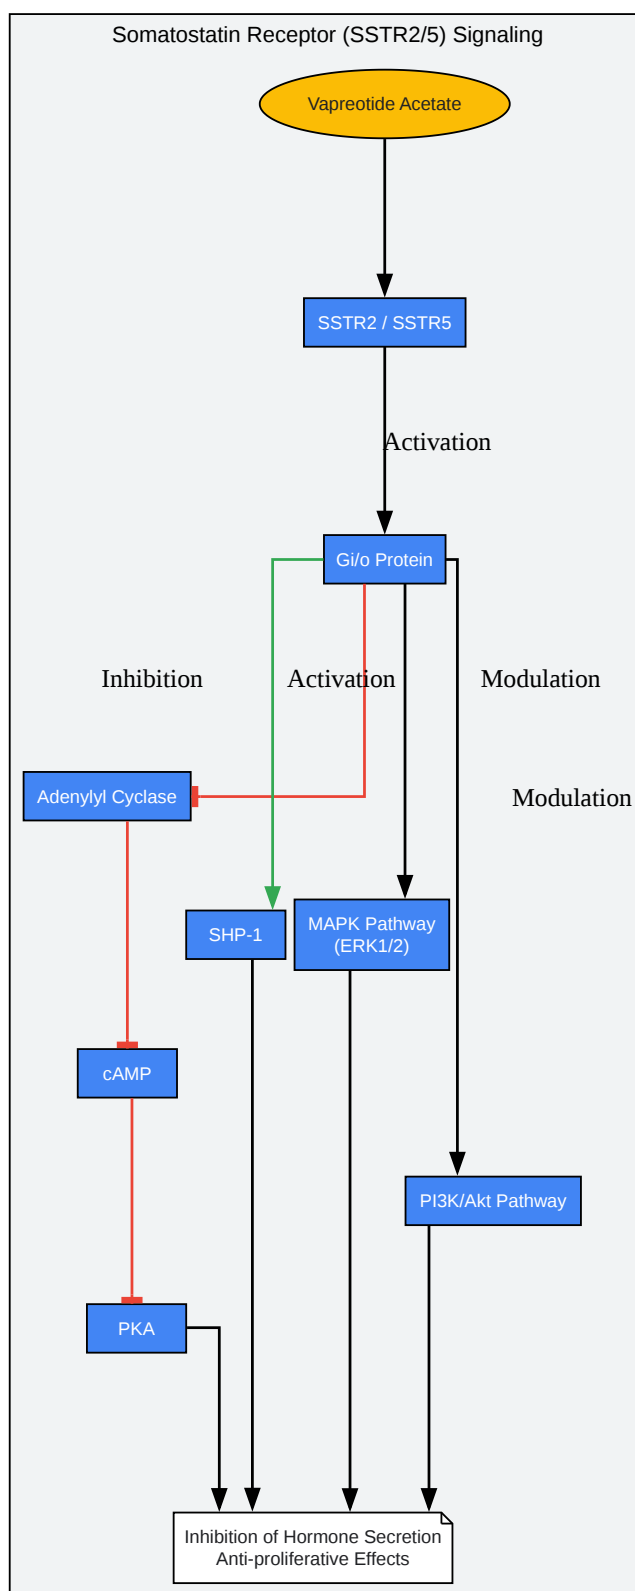 Somatostatin Receptor (SSTR2/5) Signaling
Vapreotide Acetate
SSTR2 / SSTR5
Activation
Gi/o Protein
Inhibition
Activation
Modulation
Adenylyl Cyclase
Modulation
SHP-1
MAPK Pathway
(ERK1/2)
cAMP
PI3K/Akt Pathway
PKA
Inhibition of Hormone Secretion
Anti-proliferative Effects